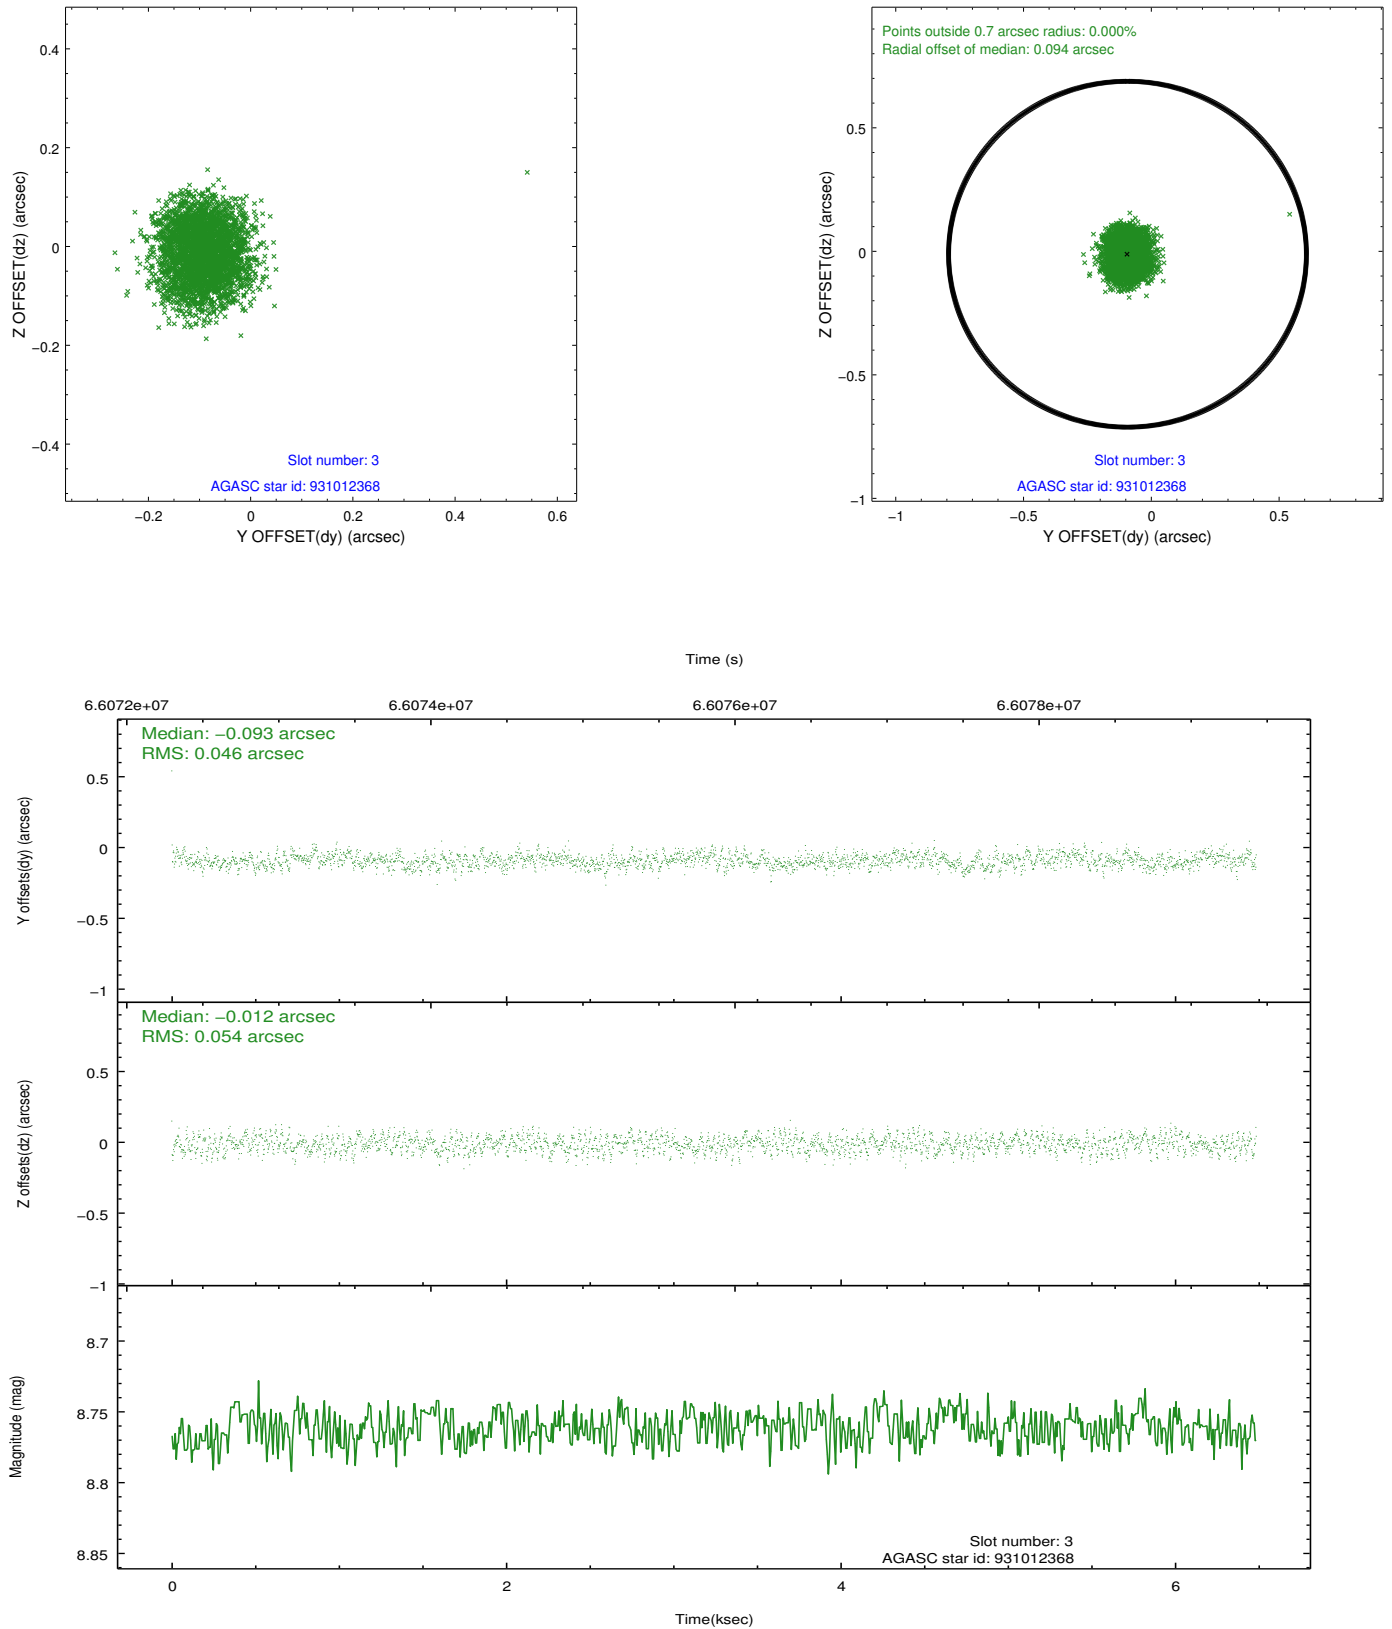 0.4
0.2
0
−0.2
−0.4
Z OFFSET(dz) (arcsec)
Slot number: 3
AGASC star id: 931012368
−0.2 0 0.2 0.4 0.6
Y OFFSET(dy) (arcsec)
Points outside 0.7 arcsec radius: 0.000%
Radial offset of median: 0.094 arcsec
0.5
0
−0.5
−1
Z OFFSET(dz) (arcsec)
Slot number: 3
AGASC star id: 931012368
−1 −0.5 0 0.5
Y OFFSET(dy) (arcsec)
Time (s)
6.6072e+07 6.6074e+07 6.6076e+07 6.6078e+07
Median: −0.093 arcsec
RMS: 0.046 arcsec
0.5
0
−0.5
−1
Y offsets(dy) (arcsec)
Median: −0.012 arcsec
RMS: 0.054 arcsec
0.5
0
−0.5
−1
Z offsets(dz) (arcsec)
8.7
8.75
8.8
8.85
Magnitude (mag)
Slot number: 3
AGASC star id: 931012368
0 2 4 6
Time(ksec)